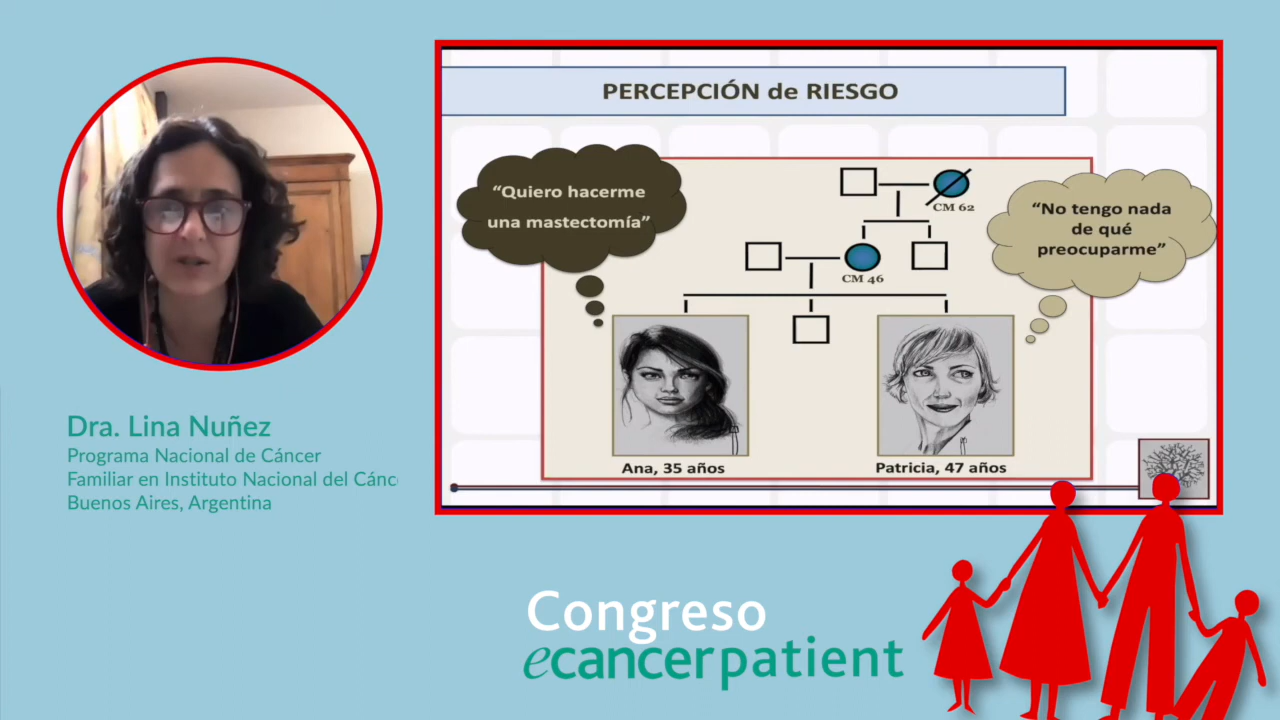 PERCEPCIÓN de RIESGO
“Quiero hacerme
una mastectomía”
CM 62
“No tengo nada
de qué
preocuparme”
CM 46
Ana, 35 años
Patricia, 47 años
Dra. Lina Nuñez
Programa Nacional de Cáncer
Familiar en Instituto Nacional del Cánc
Buenos Aires, Argentina
Congreso
ecancerpatient